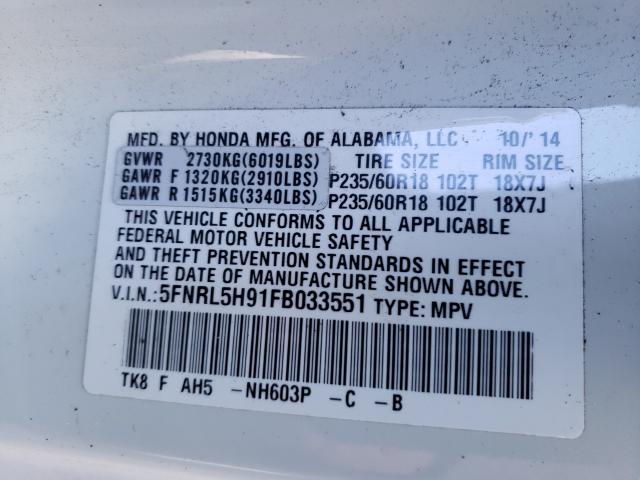 MFD. BY HONDA MFG. OF ALABAMA, LLC 10/'14
GVWR 2730KG(6019LBS) TIRE SIZE RIM SIZE
GAWR F 1320KG(2910LBS) P235/60R18 102T 18X7J
GAWR R 1515KG(3340LBS) P235/60R18 102T 18X7J
THIS VEHICLE CONFORMS TO ALL APPLICABLE
FEDERAL MOTOR VEHICLE SAFETY
AND THEFT PREVENTION STANDARDS IN EFFECT
ON THE DATE OF MANUFACTURE SHOWN ABOVE.
V.I.N.:5FNRL5H91FB033551 TYPE: MPV
TK8 F AH5 -NH603P -C -B